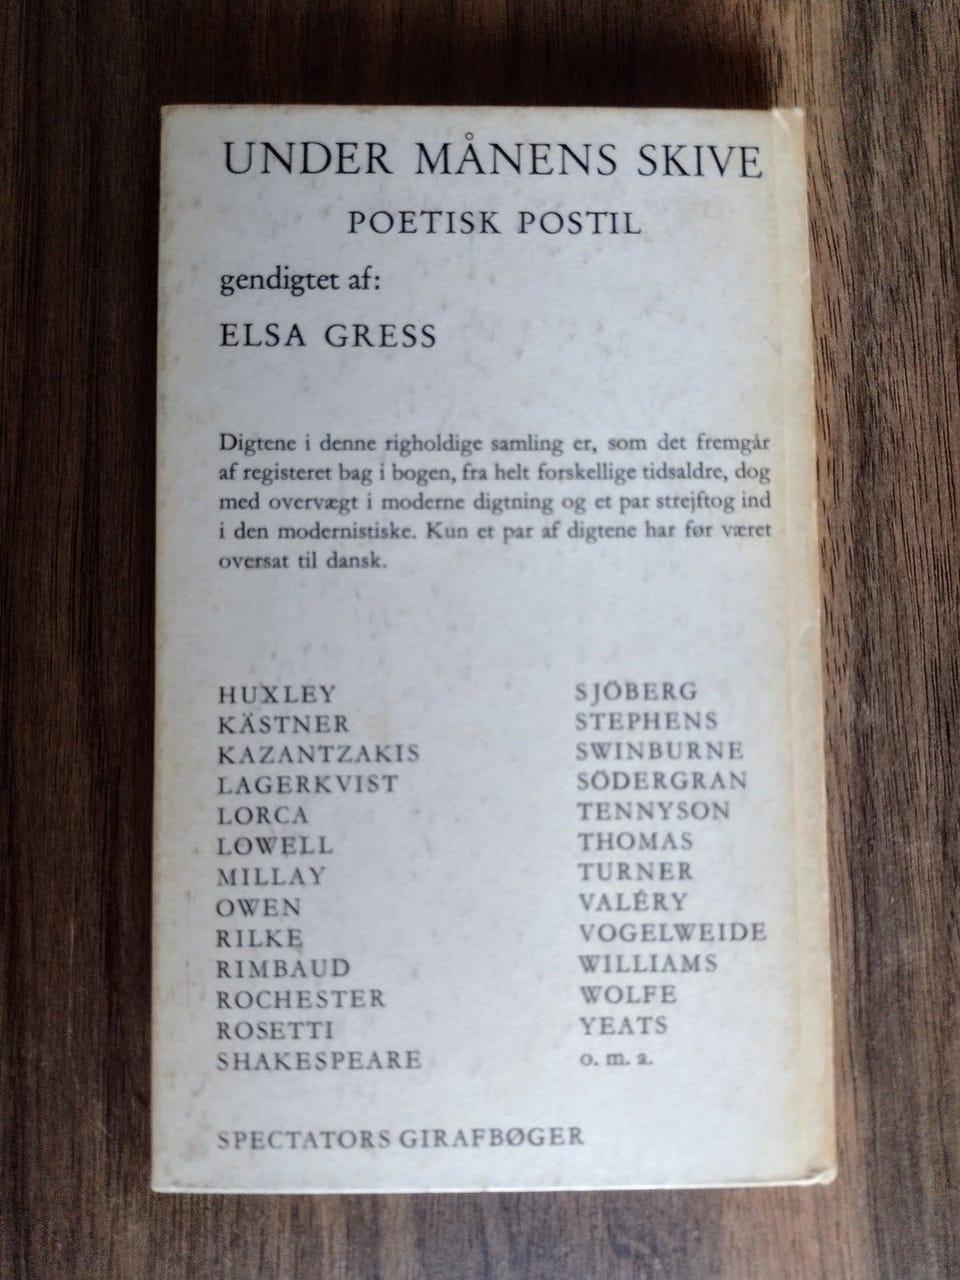 UNDER MÅNENS SKIVE
POETISK POSTIL
gendigtet af:
ELSA GRESS
Digtene i denne righoldige samling er, som det fremgår
af registeret bag i bogen, fra helt forskellige tidsaldre, dog
med overvægt i moderne digtning og et par strejftog ind
i den modernistiske. Kun et par af digtene har før været
oversat til dansk.
HUXLEY
KÄSTNER
KAZANTZAKIS
LAGERKVIST
LORCA
LOWELL
MILLAY
OWEN
RILKE
RIMBAUD
ROCHESTER
ROSETTI
SHAKESPEARE
SJÖBERG
STEPHENS
SWINBURNE
SÖDERGRAN
TENNYSON
THOMAS
TURNER
VALÉRY
VOGELWEIDE
WILLIAMS
WOLFE
YEATS
o. m. a.
SPECTATORS GIRAFBØGER